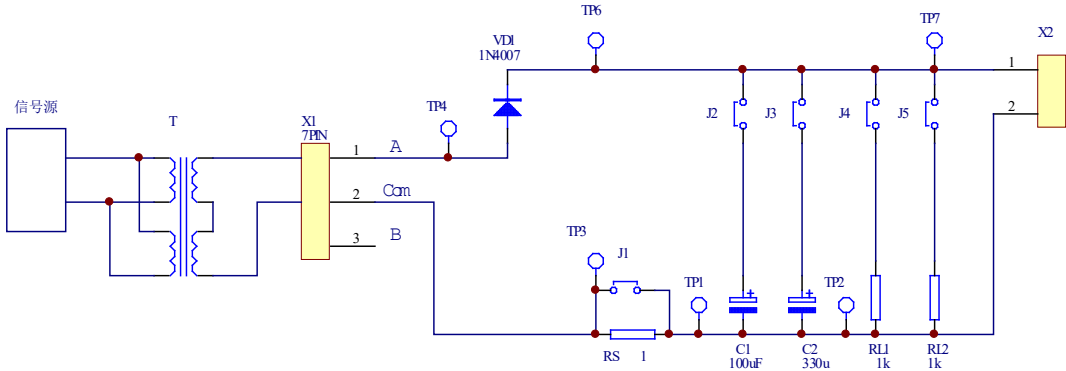 TP6
TP7
X2
VD1
1N4007
1
信号源
TP4
J2
J3
J4
J5
2
T
X1
7PIN
A
1
Com
2
B
3
TP3
J1
TP1
TP2
RS
1
C1
100uF
C2
330u
RL1
1k
RL2
1k